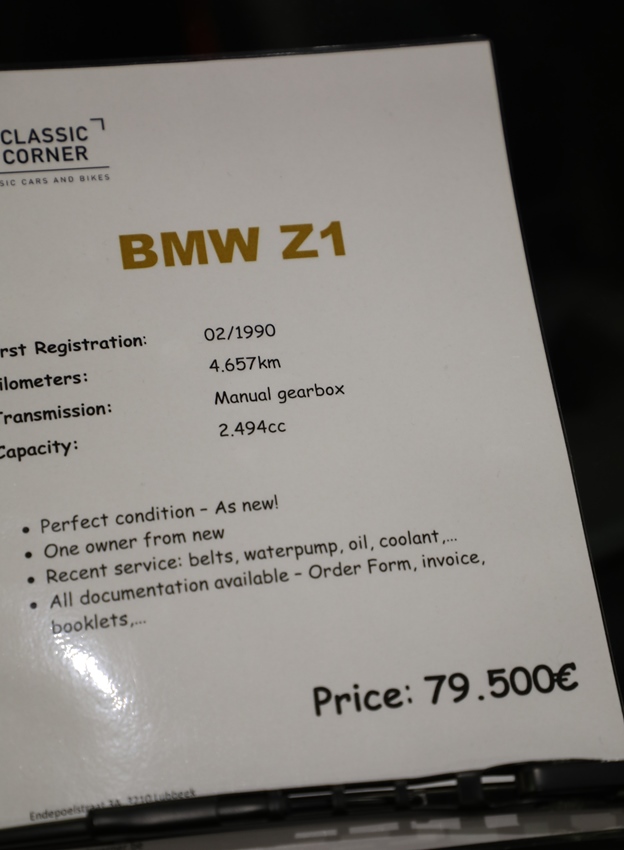 CLASSIC
CORNER
SIC CARS AND BIKES
BMW Z1
rst Registration: 02/1990
ilometers: 4.657km
Transmission: Manual gearbox
Capacity: 2.494cc
• Perfect condition - As new!
• One owner from new
• Recent service: belts, waterpump, oil, coolant,...
• All documentation available - Order Form, invoice,
booklets,...
Price: 79.500€
Lubbeek